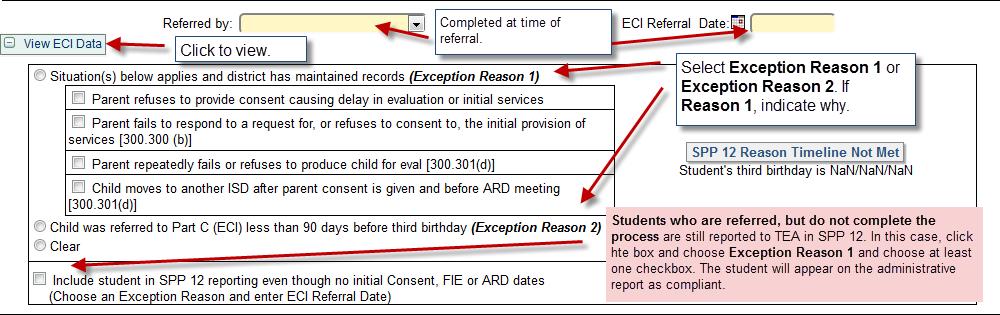 Referred by:
Completed at time of
referral.
ECI Referral Date:
View ECI Data
Click to view.
Situation(s) below applies and district has maintained records (Exception Reason 1)
Parent refuses to provide consent causing delay in evaluation or initial services
Parent fails to respond to a request for, or refuses to consent to, the initial provision of
services [300.300 (b)]
Parent repeatedly fails or refuses to produce child for eval [300.301(d)]
Child moves to another ISD after parent consent is given and before ARD meeting
[300.301(d)]
Child was referred to Part C (ECI) less than 90 days before third birthday (Exception Reason 2)
Clear
Include student in SPP 12 reporting even though no initial Consent, FIE or ARD dates
(Choose an Exception Reason and enter ECI Referral Date)
Select Exception Reason 1 or
Exception Reason 2. If
Reason 1, indicate why.
SPP 12 Reason Timeline Not Met
Student's third birthday is NaN/NaN/NaN
Students who are referred, but do not complete the
process are still reported to TEA in SPP 12. In this case, click
hte box and choose Exception Reason 1 and choose at least
one checkbox. The student will appear on the administrative
report as compliant.